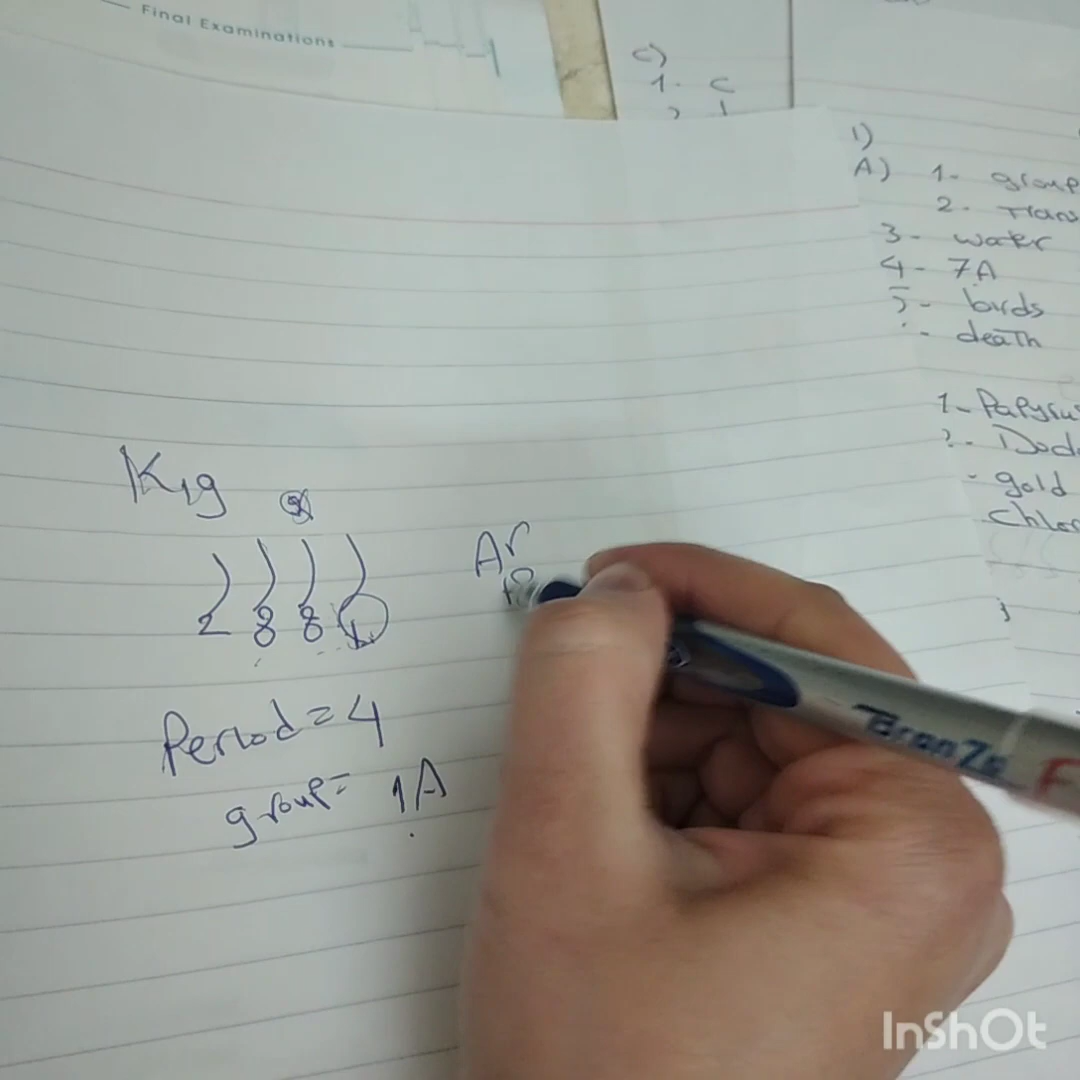 Final Examinations
C)
1- C
1)
A) 1- group
2- Trans
3- water
4- 7A
5- birds
- death
1- Papyru
2- Dod
- gold
Chlor
K19
2 8 8 1
Ar
18
Period = 4
group = 1A
InShOt